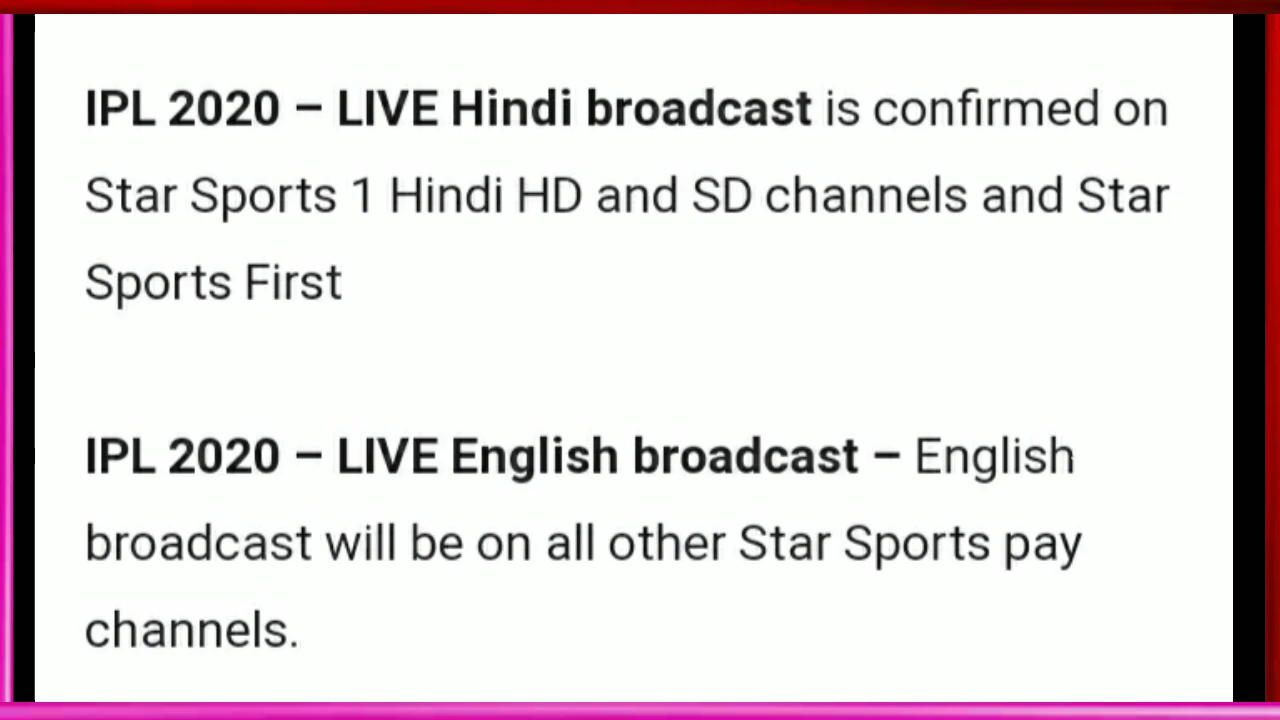 IPL 2020 – LIVE Hindi broadcast is confirmed on
Star Sports 1 Hindi HD and SD channels and Star
Sports First
IPL 2020 – LIVE English broadcast – English
broadcast will be on all other Star Sports pay
channels.